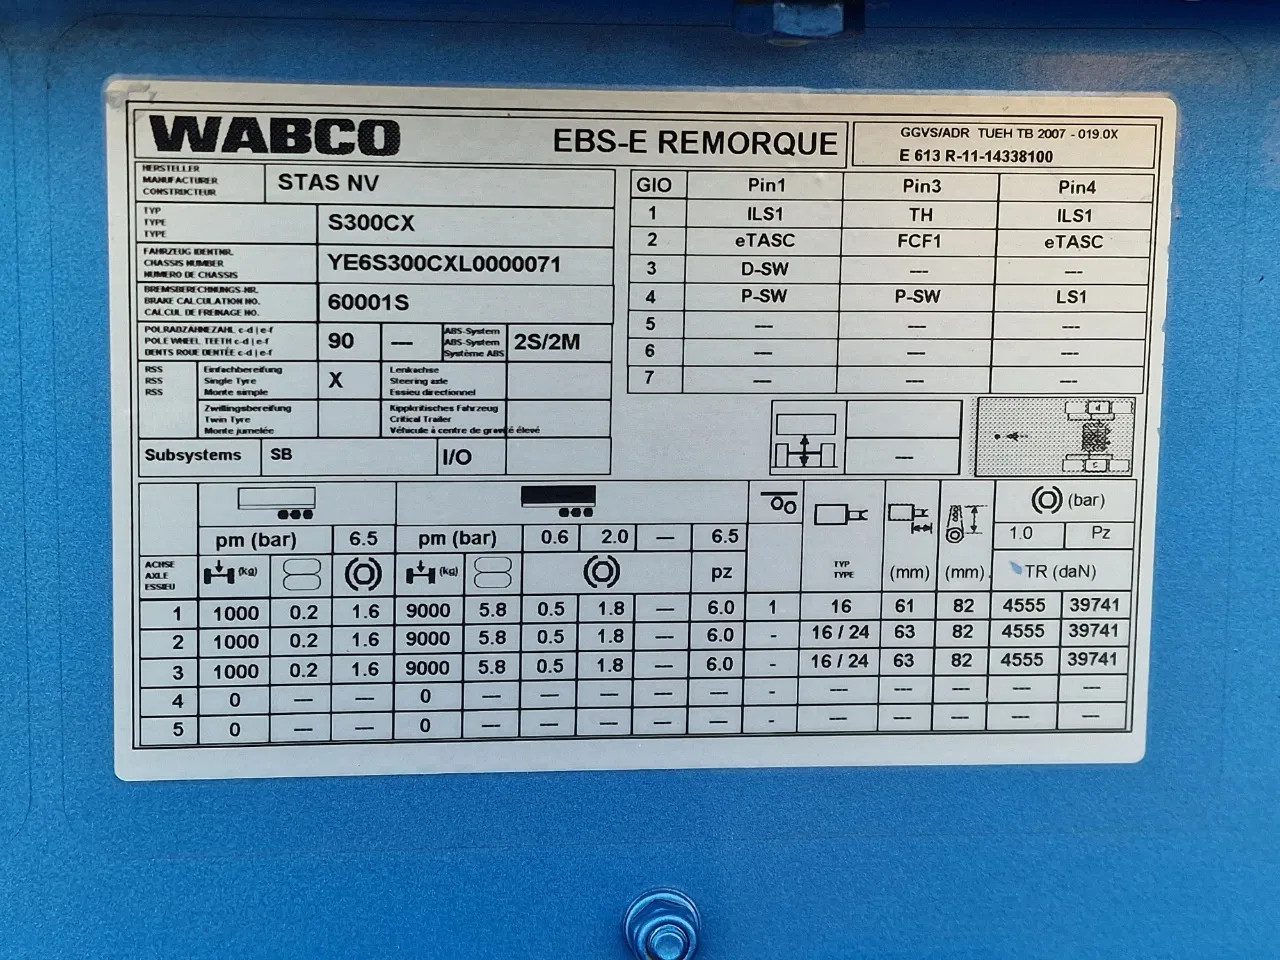 WABCO
EBS-E REMORQUE
GGVS/ADR TUEH TB 2007 - 019.0X
E 613 R-11-14338100
HERSTELLER
MANUFACTURER
CONSTRUCTEUR
STAS NV
TYP
TYPE
TYPE
S300CX
FAHRZEUG IDENTNR.
CHASSIS NUMBER
NUMERO DE CHASSIS
YE6S300CXL0000071
BREMSBERECHNUNGS-NR.
BRAKE CALCULATION NO.
CALCUL DE FREINAGE NO.
60001S
POLRADZÄHNEZAHL c-d | e-f
POLE WHEEL TEETH c-d | e-f
DENTS ROUE DENTÉE c-d | e-f
90 —
ABS-System
ABS-System
Système ABS
2S/2M
RSS
RSS
RSS
Einfachbereifung
Single Tyre
Monte simple
X
Lenkachse
Steering axle
Essieu directionnel
Zwillingsbereifung
Twin Tyre
Monte jumelée
Kippkritisches Fahrzeug
Critical Trailer
Véhicule à centre de gravité élevé
Subsystems SB I/O
GIO Pin1 Pin3 Pin4
1 ILS1 TH ILS1
2 eTASC FCF1 eTASC
3 D-SW --- ---
4 P-SW P-SW LS1
5 --- --- ---
6 --- --- ---
7 --- --- ---
—
d
c
pm (bar) 6.5 pm (bar) 0.6 2.0 — 6.5
(bar)
1.0 Pz
ACHSE
AXLE
ESSIEU
(kg) (kg) pz
TYP
TYPE
(mm) (mm) TR (daN)
1 1000 0.2 1.6 9000 5.8 0.5 1.8 — 6.0 1 16 61 82 4555 39741
2 1000 0.2 1.6 9000 5.8 0.5 1.8 — 6.0 - 16 / 24 63 82 4555 39741
3 1000 0.2 1.6 9000 5.8 0.5 1.8 — 6.0 - 16 / 24 63 82 4555 39741
4 0 — — 0 — — — — — - --- --- --- --- ---
5 0 — — 0 — — — — — - --- --- --- --- ---